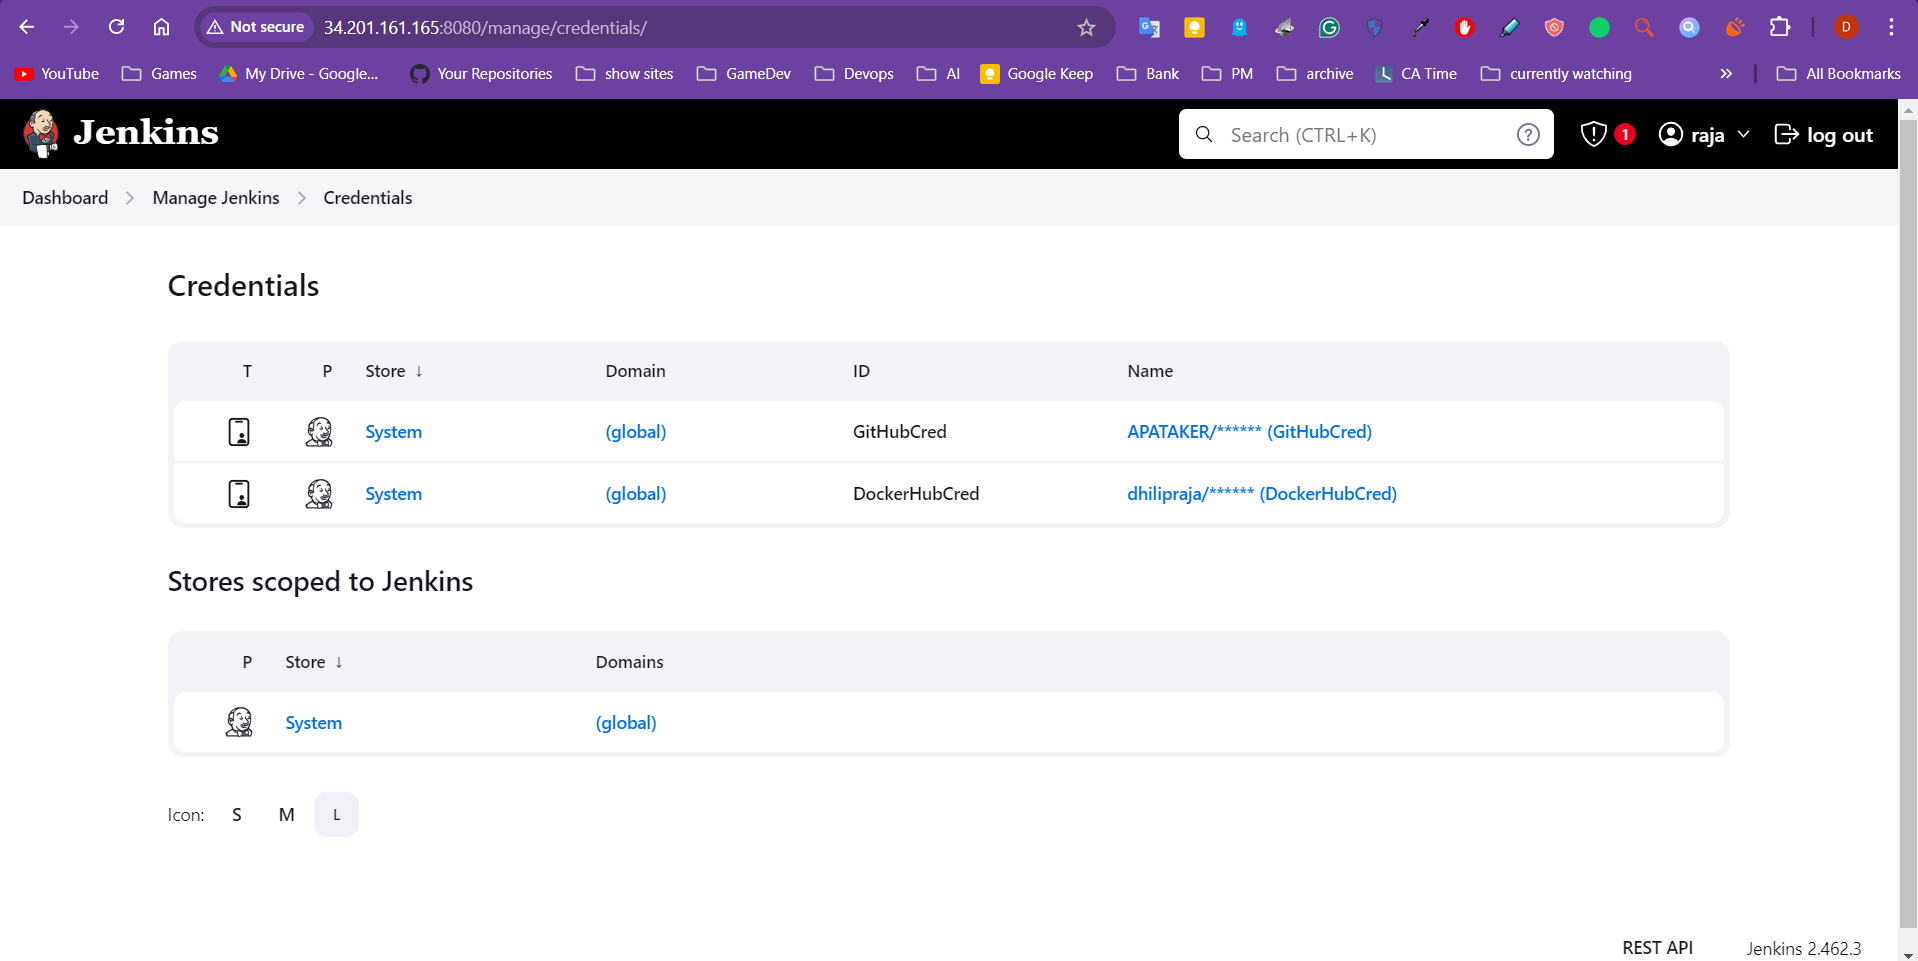 Not secure 34.201.161.165:8080/manage/credentials/ D
YouTube Games My Drive - Google... Your Repositories show sites GameDev Devops AI Google Keep Bank PM archive CA Time currently watching » All Bookmarks
Jenkins Search (CTRL+K) ? 1 raja log out
Dashboard Manage Jenkins Credentials
Credentials
T P Store ↓ Domain ID Name
System (global) GitHubCred APATAKER/****** (GitHubCred)
System (global) DockerHubCred dhilipraja/****** (DockerHubCred)
Stores scoped to Jenkins
P Store ↓ Domains
System (global)
Icon: S M L
REST API Jenkins 2.462.3